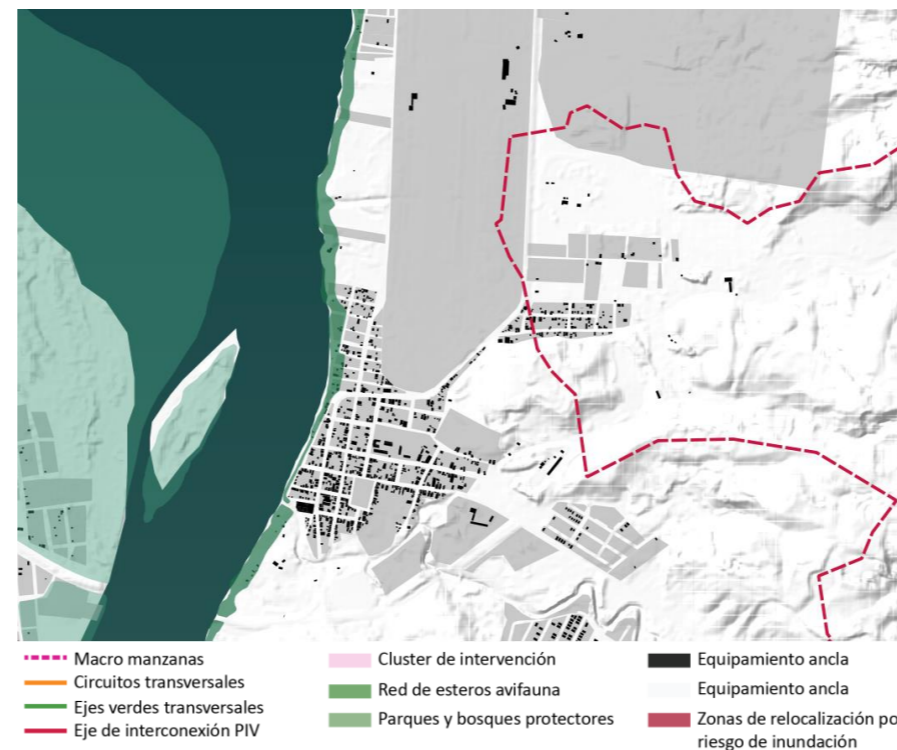 Macro manzanas
Circuitos transversales
Ejes verdes transversales
Eje de interconexión PIV
Cluster de intervención
Red de esteros avifauna
Parques y bosques protectores
Equipamiento ancla
Equipamiento ancla
Zonas de relocalización po
riesgo de inundación